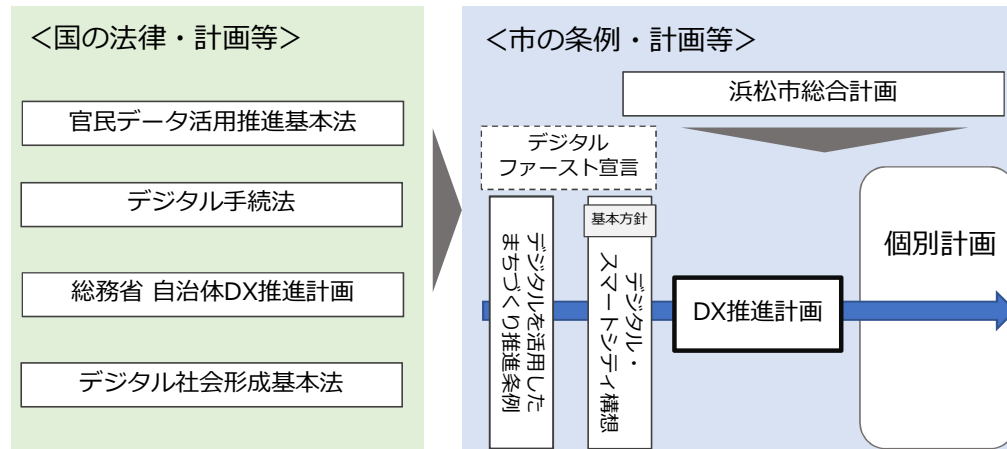 ＜国の法律・計画等＞
官民データ活用推進基本法
デジタル手続法
総務省 自治体DX推進計画
デジタル社会形成基本法
＜市の条例・計画等＞
浜松市総合計画
デジタル
ファースト宣言
デジタルを活用した
まちづくり推進条例
基本方針
デジタル・
スマートシティ構想
DX推進計画
個別計画